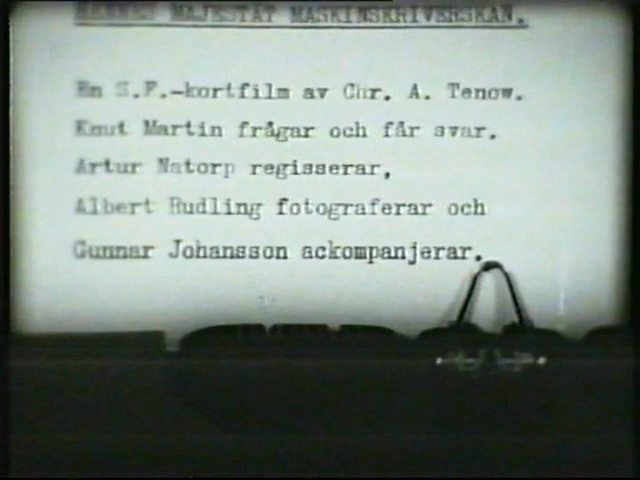 HENNES MAJESTÄT MASKINSKRIVERSKAN.
En S.F.-kortfilm av Chr. A. Tenow.
Knut Martin frågar och får svar.
Artur Natorp regisserar,
Albert Rudling fotograferar och
Gunnar Johansson ackompanjerar.